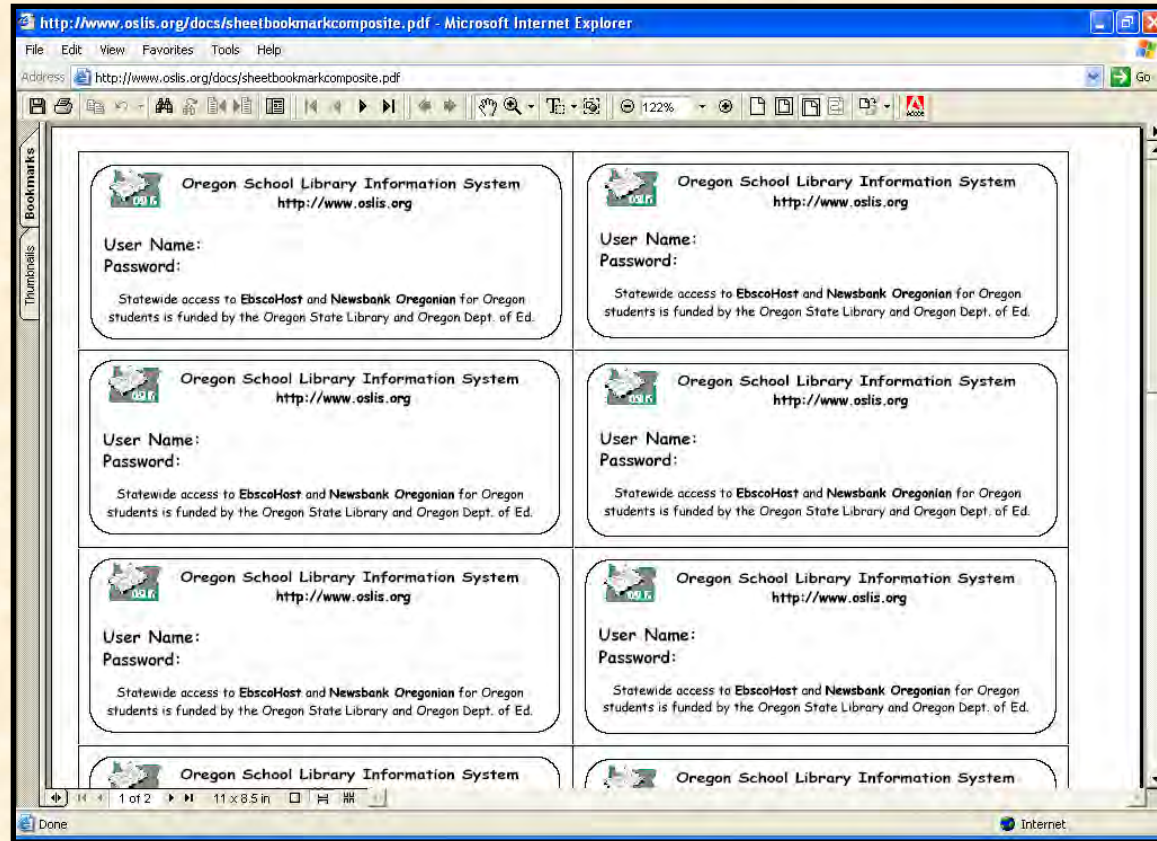 http://www.oslis.org/docs/sheetbookmarkcomposite.pdf - Microsoft Internet Explorer
File Edit View Favorites Tools Help
Address http://www.oslis.org/docs/sheetbookmarkcomposite.pdf Go
122% Adobe
Bookmarks
Thumbnails
OSLIS
Oregon School Library Information System
http://www.oslis.org
User Name:
Password:
Statewide access to EbscoHost and Newsbank Oregonian for Oregon
students is funded by the Oregon State Library and Oregon Dept. of Ed.
OSLIS
Oregon School Library Information System
http://www.oslis.org
User Name:
Password:
Statewide access to EbscoHost and Newsbank Oregonian for Oregon
students is funded by the Oregon State Library and Oregon Dept. of Ed.
OSLIS
Oregon School Library Information System
http://www.oslis.org
User Name:
Password:
Statewide access to EbscoHost and Newsbank Oregonian for Oregon
students is funded by the Oregon State Library and Oregon Dept. of Ed.
OSLIS
Oregon School Library Information System
http://www.oslis.org
User Name:
Password:
Statewide access to EbscoHost and Newsbank Oregonian for Oregon
students is funded by the Oregon State Library and Oregon Dept. of Ed.
OSLIS
Oregon School Library Information System
http://www.oslis.org
User Name:
Password:
Statewide access to EbscoHost and Newsbank Oregonian for Oregon
students is funded by the Oregon State Library and Oregon Dept. of Ed.
OSLIS
Oregon School Library Information System
http://www.oslis.org
User Name:
Password:
Statewide access to EbscoHost and Newsbank Oregonian for Oregon
students is funded by the Oregon State Library and Oregon Dept. of Ed.
Oregon School Library Information System
Oregon School Library Information System
1 of 2 11 x 8.5 in
Done Internet